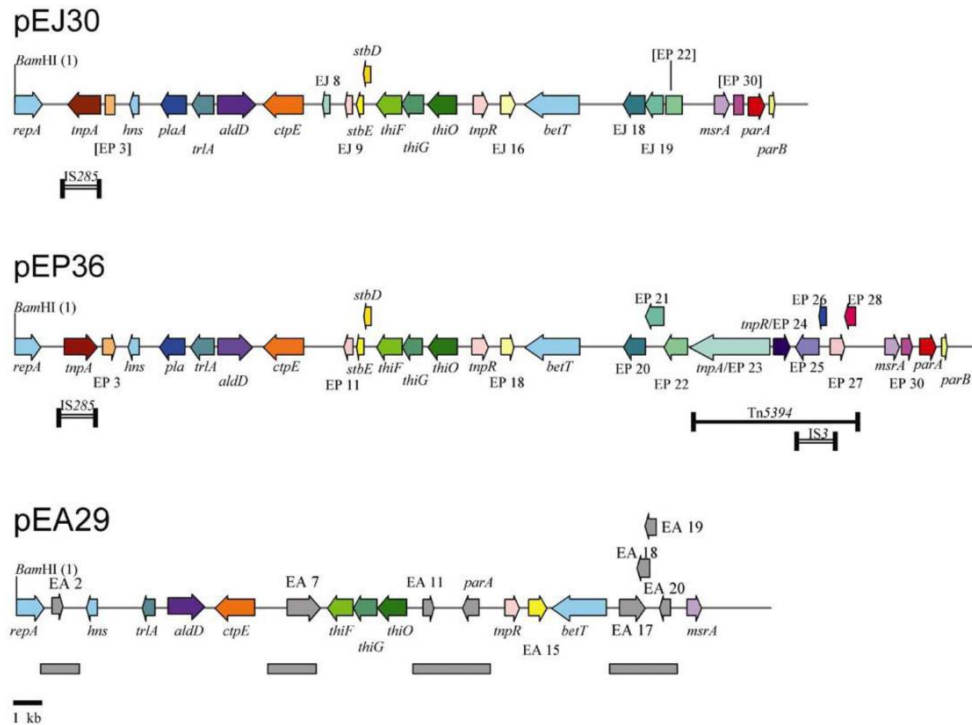 pEJ30
BamHI (1)
stbD
[EP 22]
EJ 8
[EP 30]
repA
tnpA
[EP 3]
hns
plaA
trlA
aldD
ctpE
EJ 9
stbE
thiF
thiG
thiO
tnpR
EJ 16
betT
EJ 18
EJ 19
msrA
parA
parB
IS285
pEP36
BamHI (1)
stbD
EP 21
EP 26
EP 28
tnpR/EP 24
repA
tnpA
EP 3
hns
pla
trlA
aldD
ctpE
EP 11
stbE
thiF
thiG
thiO
tnpR
EP 18
betT
EP 20
EP 22
tnpA/EP 23
EP 25
EP 27
msrA
EP 30
parA
parB
IS285
Tn5394
IS3
pEA29
BamHI (1)
EA 2
EA 7
EA 11
parA
EA 18
EA 19
EA 20
repA
hns
trlA
aldD
ctpE
thiF
thiG
thiO
tnpR
EA 15
betT
EA 17
msrA
1 kb